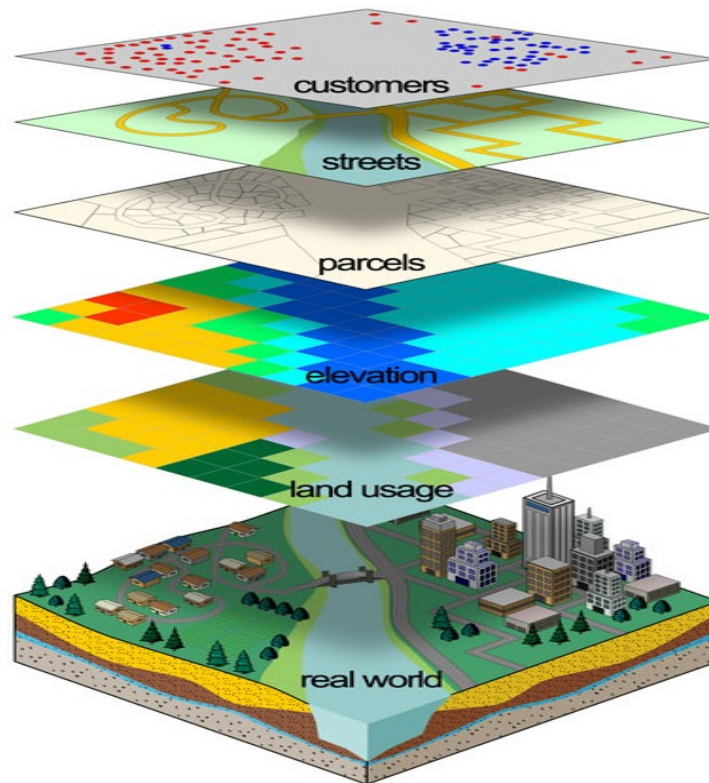 customers
streets
parcels
elevation
land usage
real world